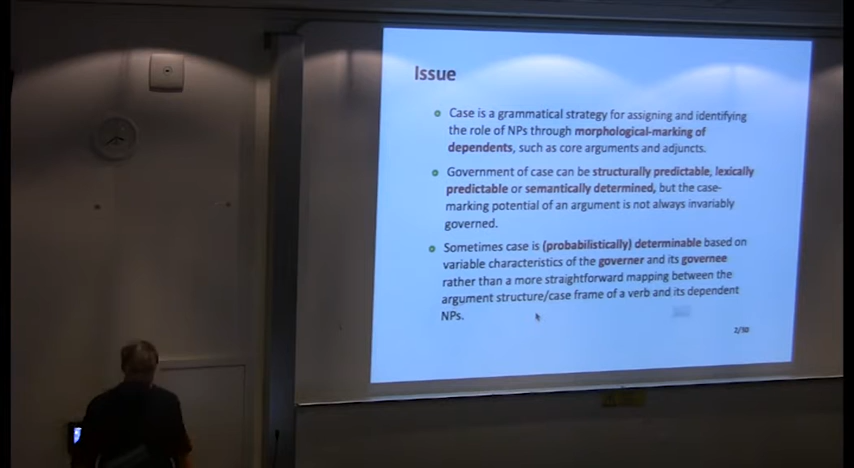 Issue
Case is a grammatical strategy for assigning and identifying
the role of NPs through morphological-marking of
dependents, such as core arguments and adjuncts.
Government of case can be structurally predictable, lexically
predictable or semantically determined, but the case-
marking potential of an argument is not always invariably
governed.
Sometimes case is (probabilistically) determinable based on
variable characteristics of the governer and its governee
rather than a more straightforward mapping between the
argument structure/case frame of a verb and its dependent
NPs.
2/30